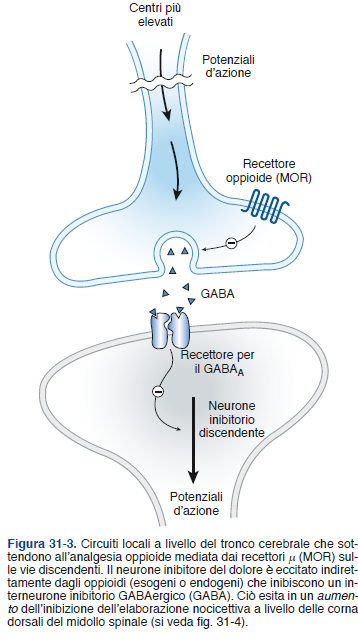 Centri più
elevati
Potenziali
d'azione
Recettore
oppioide (MOR)
GABA
Recettore per
il GABAA
Neurone
inibitorio
discendente
Potenziali
d'azione
Figura 31-3. Circuiti locali a livello del tronco cerebrale che sot-
tendono all'analgesia oppioide mediata dai recettori μ (MOR) sul-
le vie discendenti. Il neurone inibitore del dolore è eccitato indiret-
tamente dagli oppioidi (esogeni o endogeni) che inibiscono un in-
terneurone inibitorio GABAergico (GABA). Ciò esita in un aumen-
to dell'inibizione dell'elaborazione nocicettiva a livello delle corna
dorsali del midollo spinale (si veda fig. 31-4).